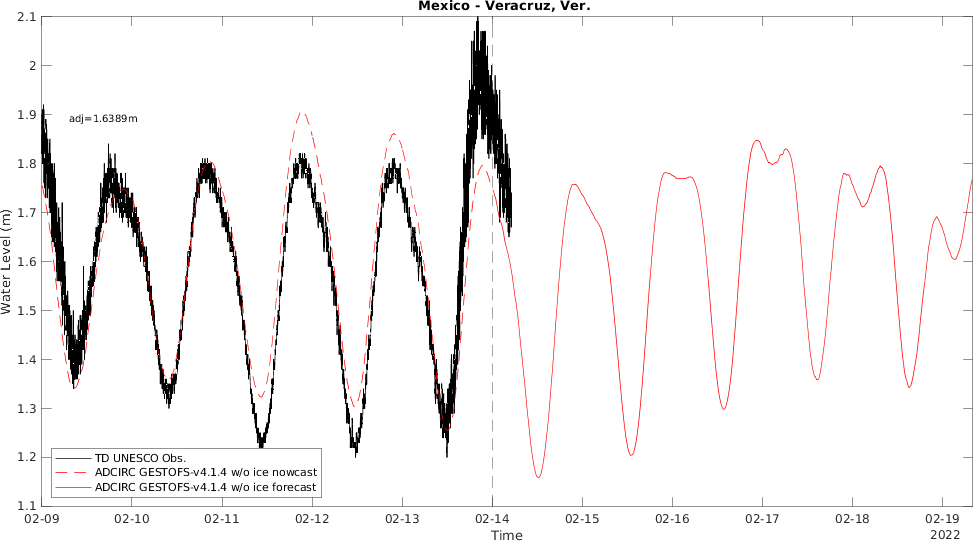 Mexico - Veracruz, Ver.
2.1
2
1.9
adj=1.6389m
1.8
1.7
1.6
1.5
1.4
1.3
1.2
1.1
Water Level (m)
TD UNESCO Obs.
ADCIRC GESTOFS-v4.1.4 w/o ice nowcast
ADCIRC GESTOFS-v4.1.4 w/o ice forecast
02-09 02-10 02-11 02-12 02-13 02-14 02-15 02-16 02-17 02-18 02-19
2022
Time